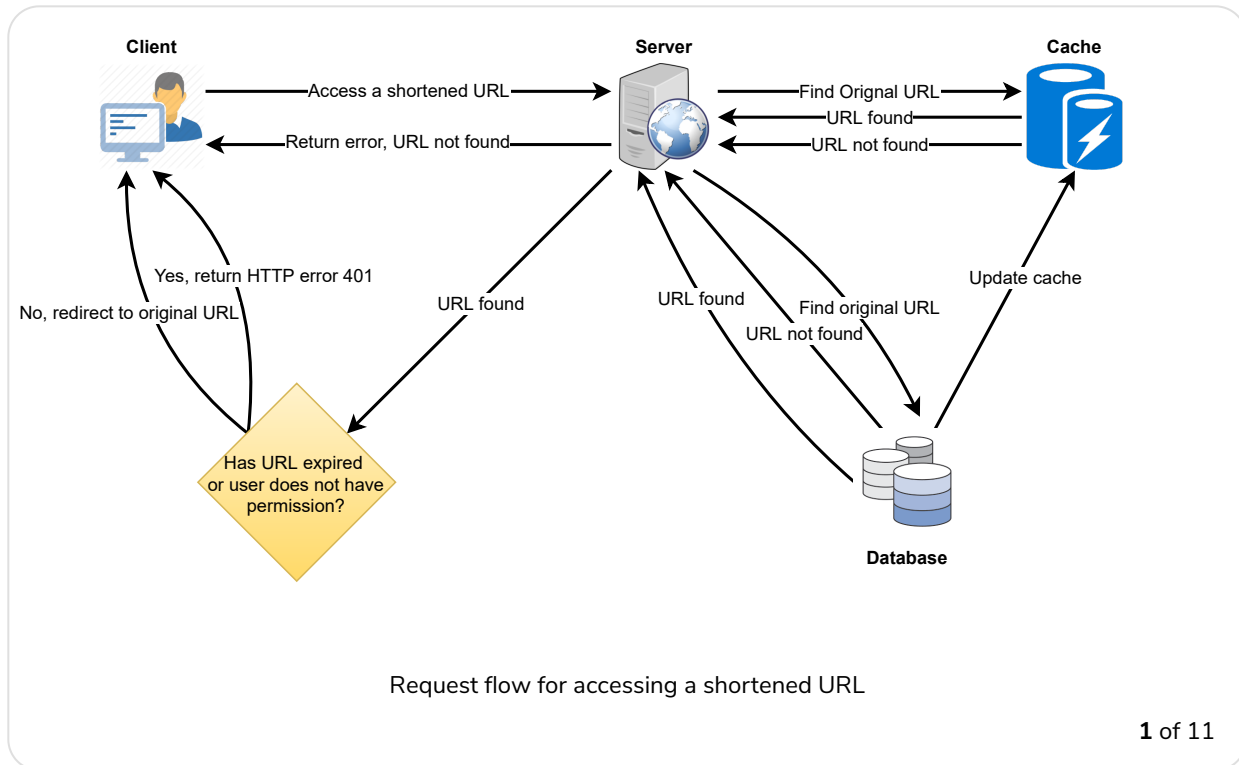 Client
Server
Cache
Access a shortened URL
Find Orignal URL
URL found
Return error, URL not found
URL not found
Yes, return HTTP error 401
No, redirect to original URL
URL found
URL found
Find original URL
URL not found
Update cache
Has URL expired
or user does not have
permission?
Database
Request flow for accessing a shortened URL
1 of 11